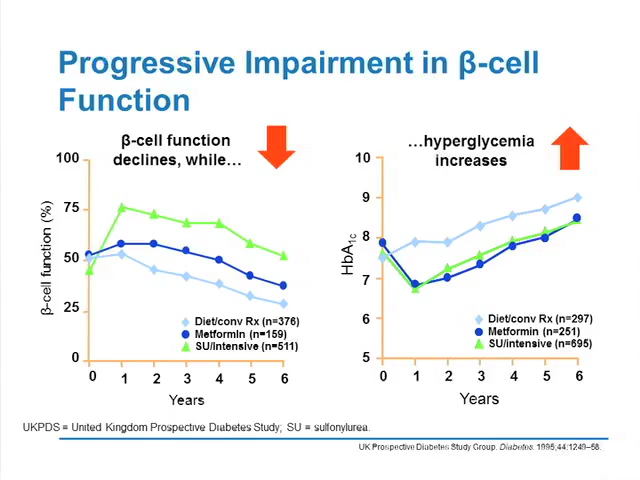 Progressive Impairment in β-cell
Function
β-cell function
declines, while…
100
75
50
25
0
β-cell function (%)
Diet/conv Rx (n=376)
Metformin (n=159)
SU/intensive (n=511)
0 1 2 3 4 5 6
Years
…hyperglycemia
increases
10
9
8
7
6
5
HbA1c
Diet/conv Rx (n=297)
Metformin (n=251)
SU/intensive (n=695)
0 1 2 3 4 5 6
Years
UKPDS = United Kingdom Prospective Diabetes Study; SU = sulfonylurea.
UK Prospective Diabetes Study Group. Diabetes. 1995;44:1249–58.